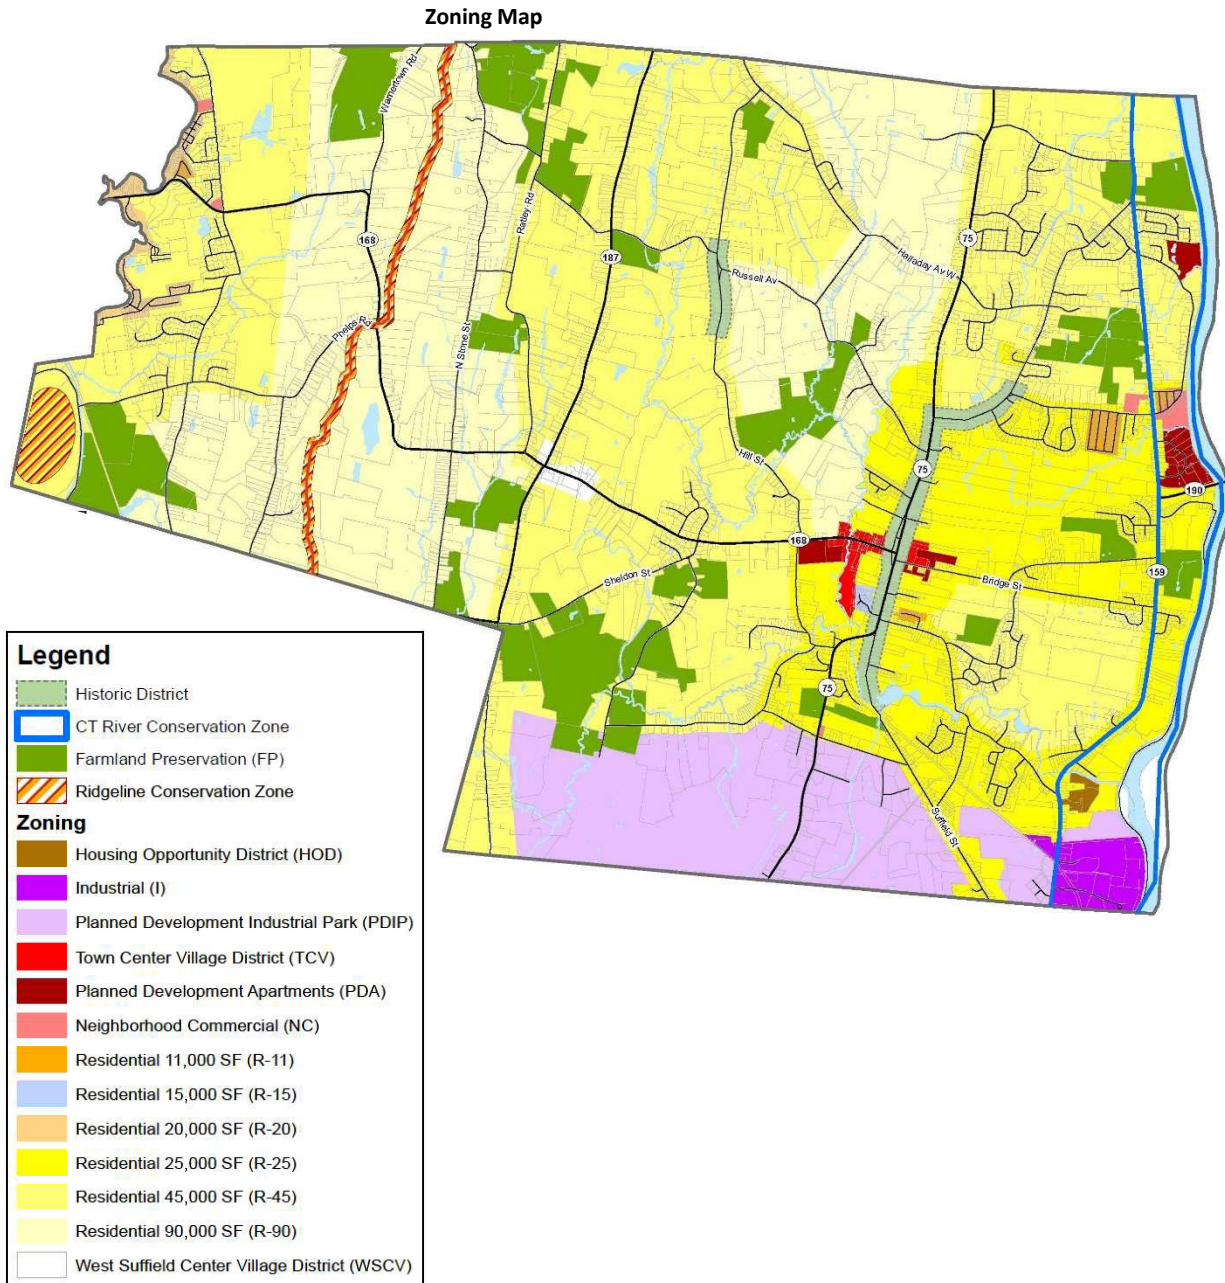 Zoning Map
Warnertown Rd
Ratley Rd
168
187
75
Halladay Av W
Russell Av
Phelps Rd
N Stone St
Hill St
75
190
168
Sheldon St
Bridge St
159
75
Suffield St
Legend
Historic District
CT River Conservation Zone
Farmland Preservation (FP)
Ridgeline Conservation Zone
Zoning
Housing Opportunity District (HOD)
Industrial (I)
Planned Development Industrial Park (PDIP)
Town Center Village District (TCV)
Planned Development Apartments (PDA)
Neighborhood Commercial (NC)
Residential 11,000 SF (R-11)
Residential 15,000 SF (R-15)
Residential 20,000 SF (R-20)
Residential 25,000 SF (R-25)
Residential 45,000 SF (R-45)
Residential 90,000 SF (R-90)
West Suffield Center Village District (WSCV)